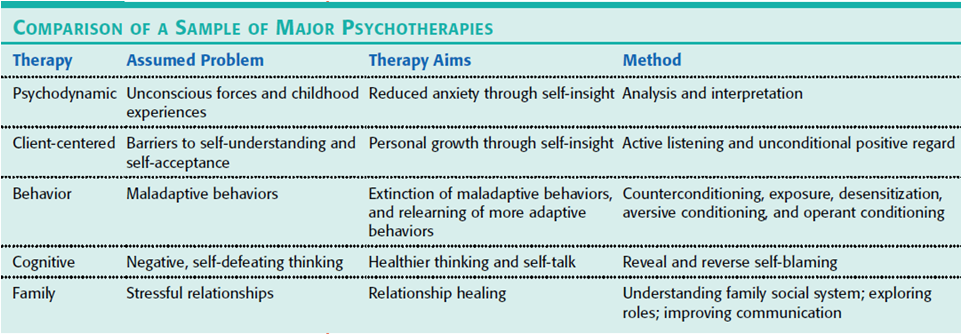 COMPARISON OF A SAMPLE OF MAJOR PSYCHOTHERAPIES
Therapy Assumed Problem Therapy Aims Method
Psychodynamic Unconscious forces and childhood Reduced anxiety through self-insight Analysis and interpretation
experiences
Client-centered Barriers to self-understanding and Personal growth through self-insight Active listening and unconditional positive regard
self-acceptance
Behavior Maladaptive behaviors Extinction of maladaptive behaviors, Counterconditioning, exposure, desensitization,
and relearning of more adaptive aversive conditioning, and operant conditioning
behaviors
Cognitive Negative, self-defeating thinking Healthier thinking and self-talk Reveal and reverse self-blaming
Family Stressful relationships Relationship healing Understanding family social system; exploring
roles; improving communication